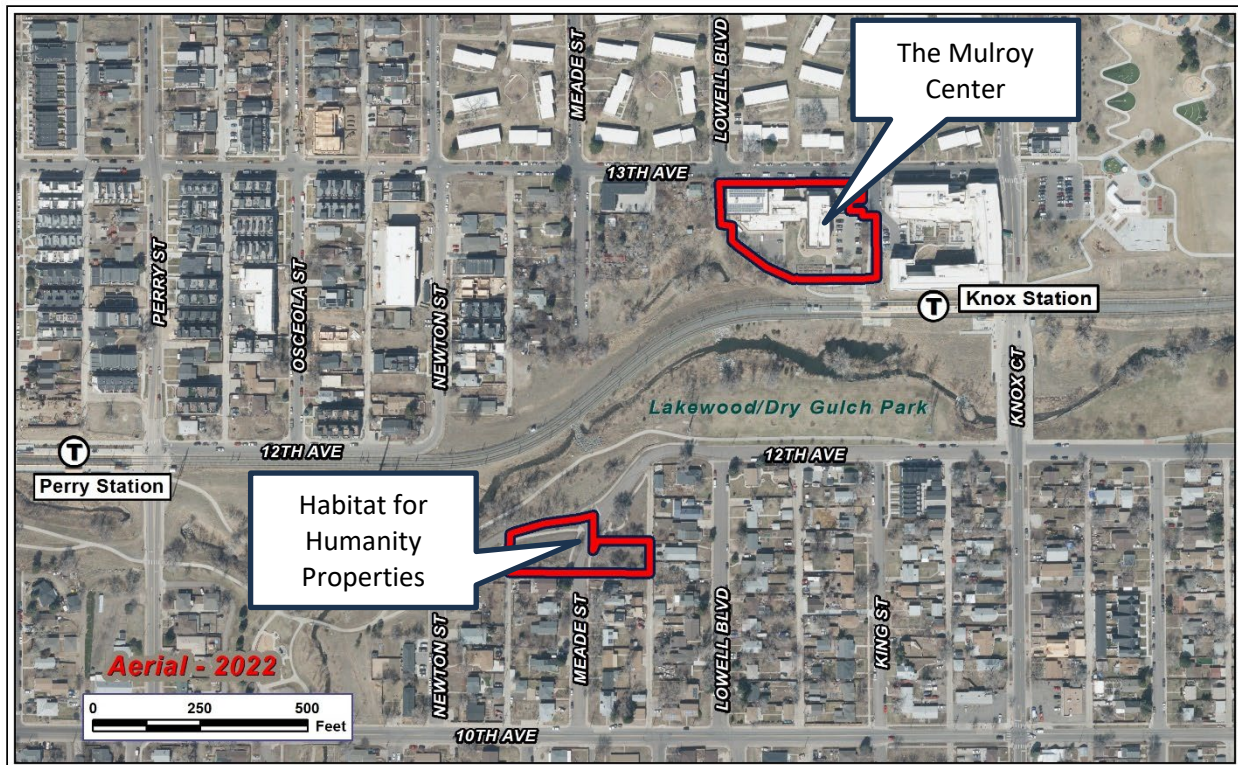 MEADE ST
LOWELL BLVD
The Mulroy
Center
13TH AVE
PERRY ST
OSCEOLA ST
NEWTON ST
T
Knox Station
KNOX CT
Lakewood/Dry Gulch Park
T
Perry Station
12TH AVE
12TH AVE
Habitat for
Humanity
Properties
NEWTON ST
MEADE ST
LOWELL BLVD
KING ST
Aerial - 2022
0 250 500
Feet
10TH AVE